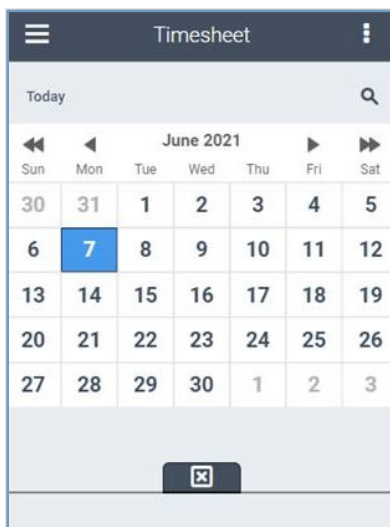 Timesheet
Today
June 2021
Sun Mon Tue Wed Thu Fri Sat
30 31 1 2 3 4 5
6 7 8 9 10 11 12
13 14 15 16 17 18 19
20 21 22 23 24 25 26
27 28 29 30 1 2 3